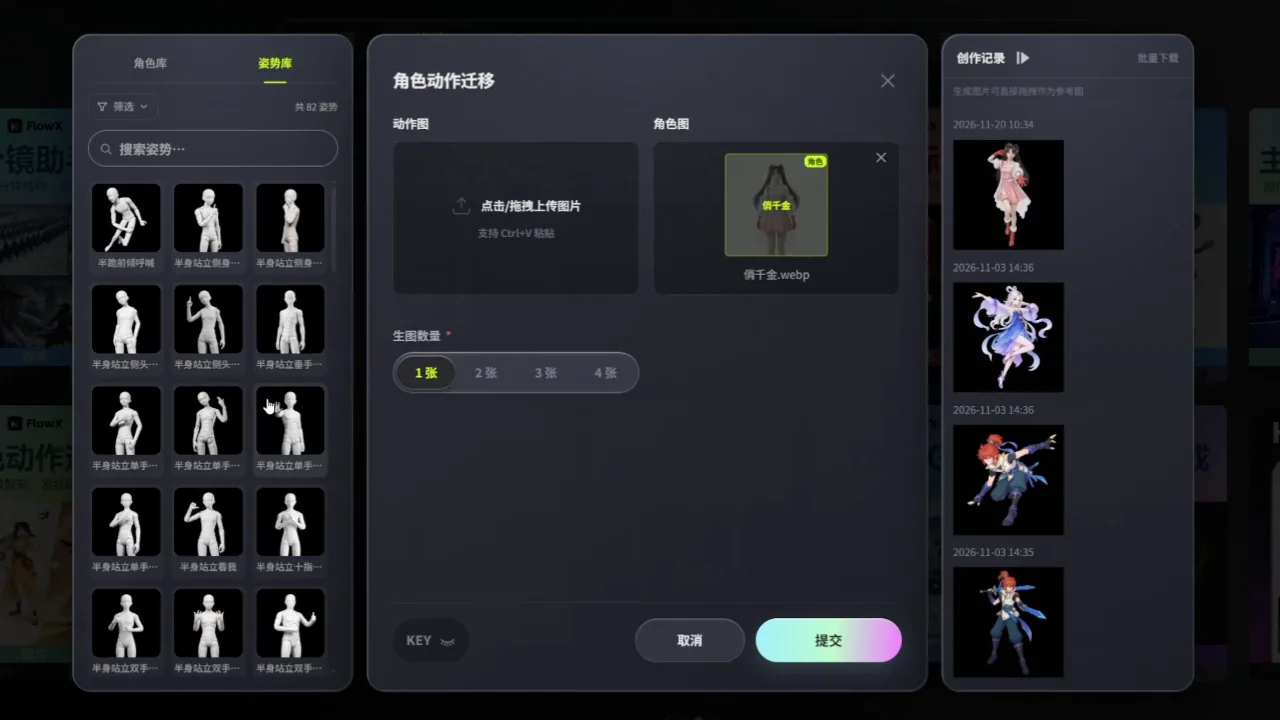 角色库
姿势库
筛选
共 82 姿势
搜索姿势···
半跪前倾呼喊
半身站立侧身···
半身站立侧身···
半身站立侧头···
半身站立侧头···
半身站立垂手···
半身站立单手···
半身站立单手···
半身站立单手···
半身站立单手···
半身站立看我
半身站立十指···
半身站立双手···
半身站立双手···
半身站立双手···
角色动作迁移
动作图
点击/拖拽上传图片
支持 Ctrl+V 粘贴
角色图
角色
俏千金
俏千金.webp
生图数量 *
1 张
2 张
3 张
4 张
KEY
取消
提交
创作记录
批量下载
生成图片可直接拖拽作为参考图
2026-11-20 10:34
2026-11-03 14:36
2026-11-03 14:36
2026-11-03 14:35
FlowX
FlowX